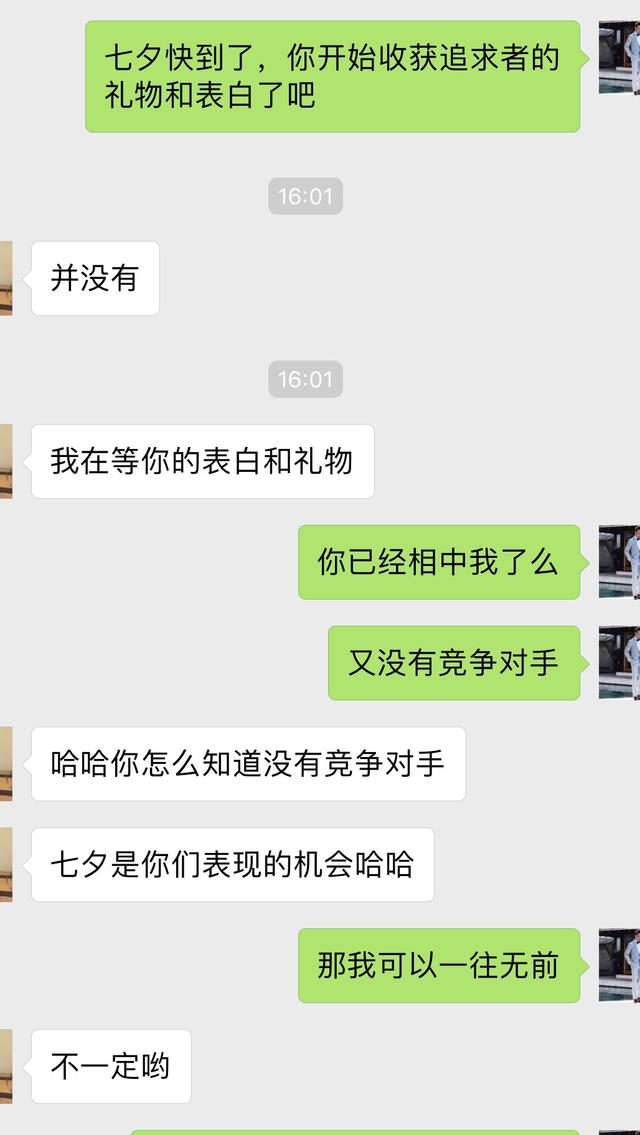 七夕快到了，你开始收获追求者的
礼物和表白了吧
16:01
并没有
16:01
我在等你的表白和礼物
你已经相中我了么
又没有竞争对手
哈哈你怎么知道没有竞争对手
七夕是你们表现的机会哈哈
那我可以一往无前
不一定哟